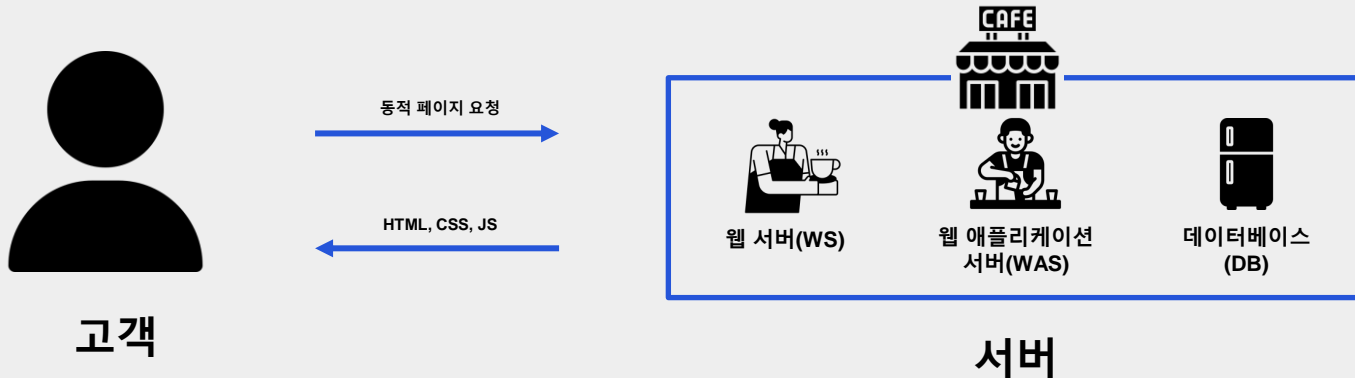 CAFE
동적 페이지 요청
HTML, CSS, JS
웹 서버(WS)
웹 애플리케이션
서버(WAS)
데이터베이스
(DB)
고객
서버